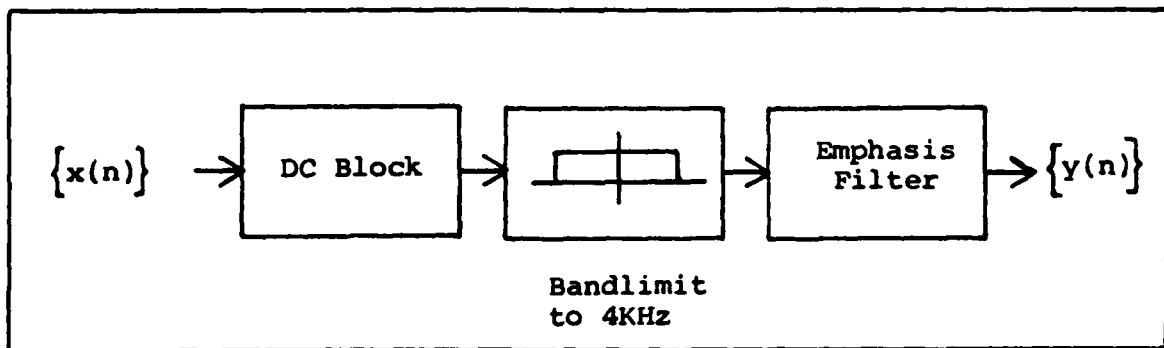 {x(n)}
DC Block
Emphasis
Filter
{y(n)}
Bandlimit
to 4KHz